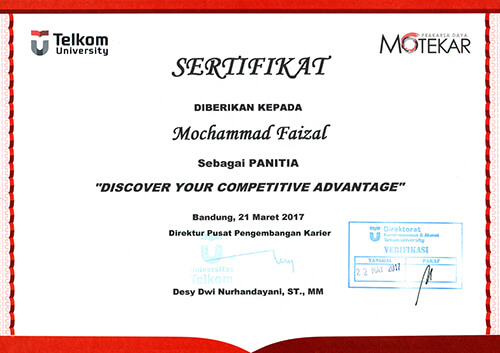 Telkom
University
PRAKARSA DAYA
MOTEKAR
SERTIFIKAT
DIBERIKAN KEPADA
Mochammad Faizal
Sebagai PANITIA
"DISCOVER YOUR COMPETITIVE ADVANTAGE"
Bandung, 21 Maret 2017
Direktur Pusat Pengembangan Karier
Universitas
Telkom
Desy Dwi Nurhandayani, ST., MM
Direktorat
Kemahasiswaan & Alumni
Telkom University
VERIFIKASI
TANGGAL PARAF
22 MAR 2017